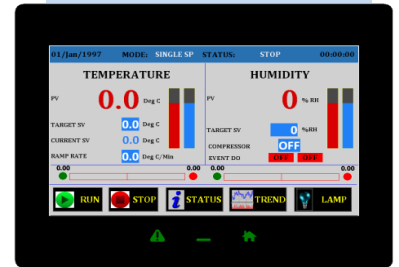 01/Jan/1997 MODE: SINGLE SP STATUS: STOP 00:00:00
TEMPERATURE
PV 0.0 Deg C
TARGET SV 0.0 Deg C
CURRENT SV 0.0 Deg C
RAMP RATE 0.0 Deg C/Min
0.00 0.00
HUMIDITY
PV 0 % RH
TARGET SV 0 %RH
COMPRESSOR OFF
EVENT DO OFF OFF
0.00 0.00
RUN STOP STATUS TREND LAMP